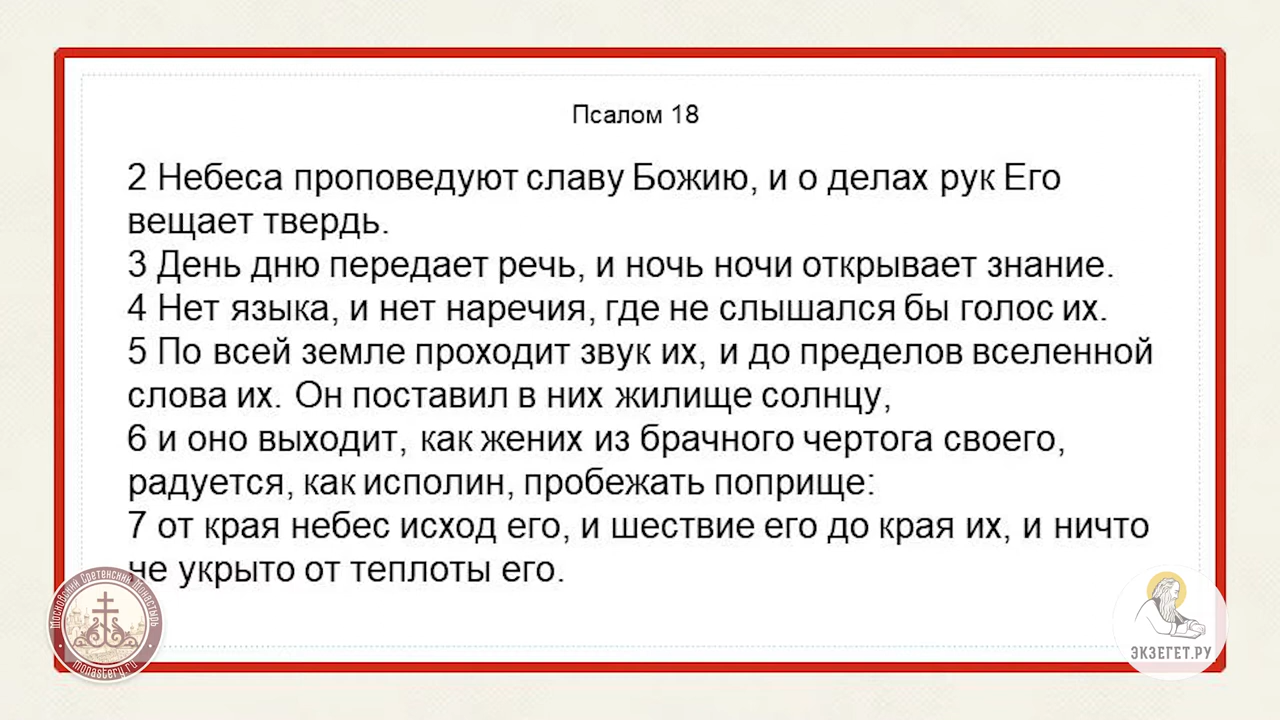 Псалом 18
2 Небеса проповедуют славу Божию, и о делах рук Его
вещает твердь.
3 День дню передает речь, и ночь ночи открывает знание.
4 Нет языка, и нет наречия, где не слышался бы голос их.
5 По всей земле проходит звук их, и до пределов вселенной
слова их. Он поставил в них жилище солнцу,
6 и оно выходит, как жених из брачного чертога своего,
радуется, как исполин, пробежать поприще:
7 от края небес исход его, и шествие его до края их, и ничто
не укрыто от теплоты его.
Московский Сретенский Монастырь
monastery.ru
ЭКЗЕГЕТ.РУ